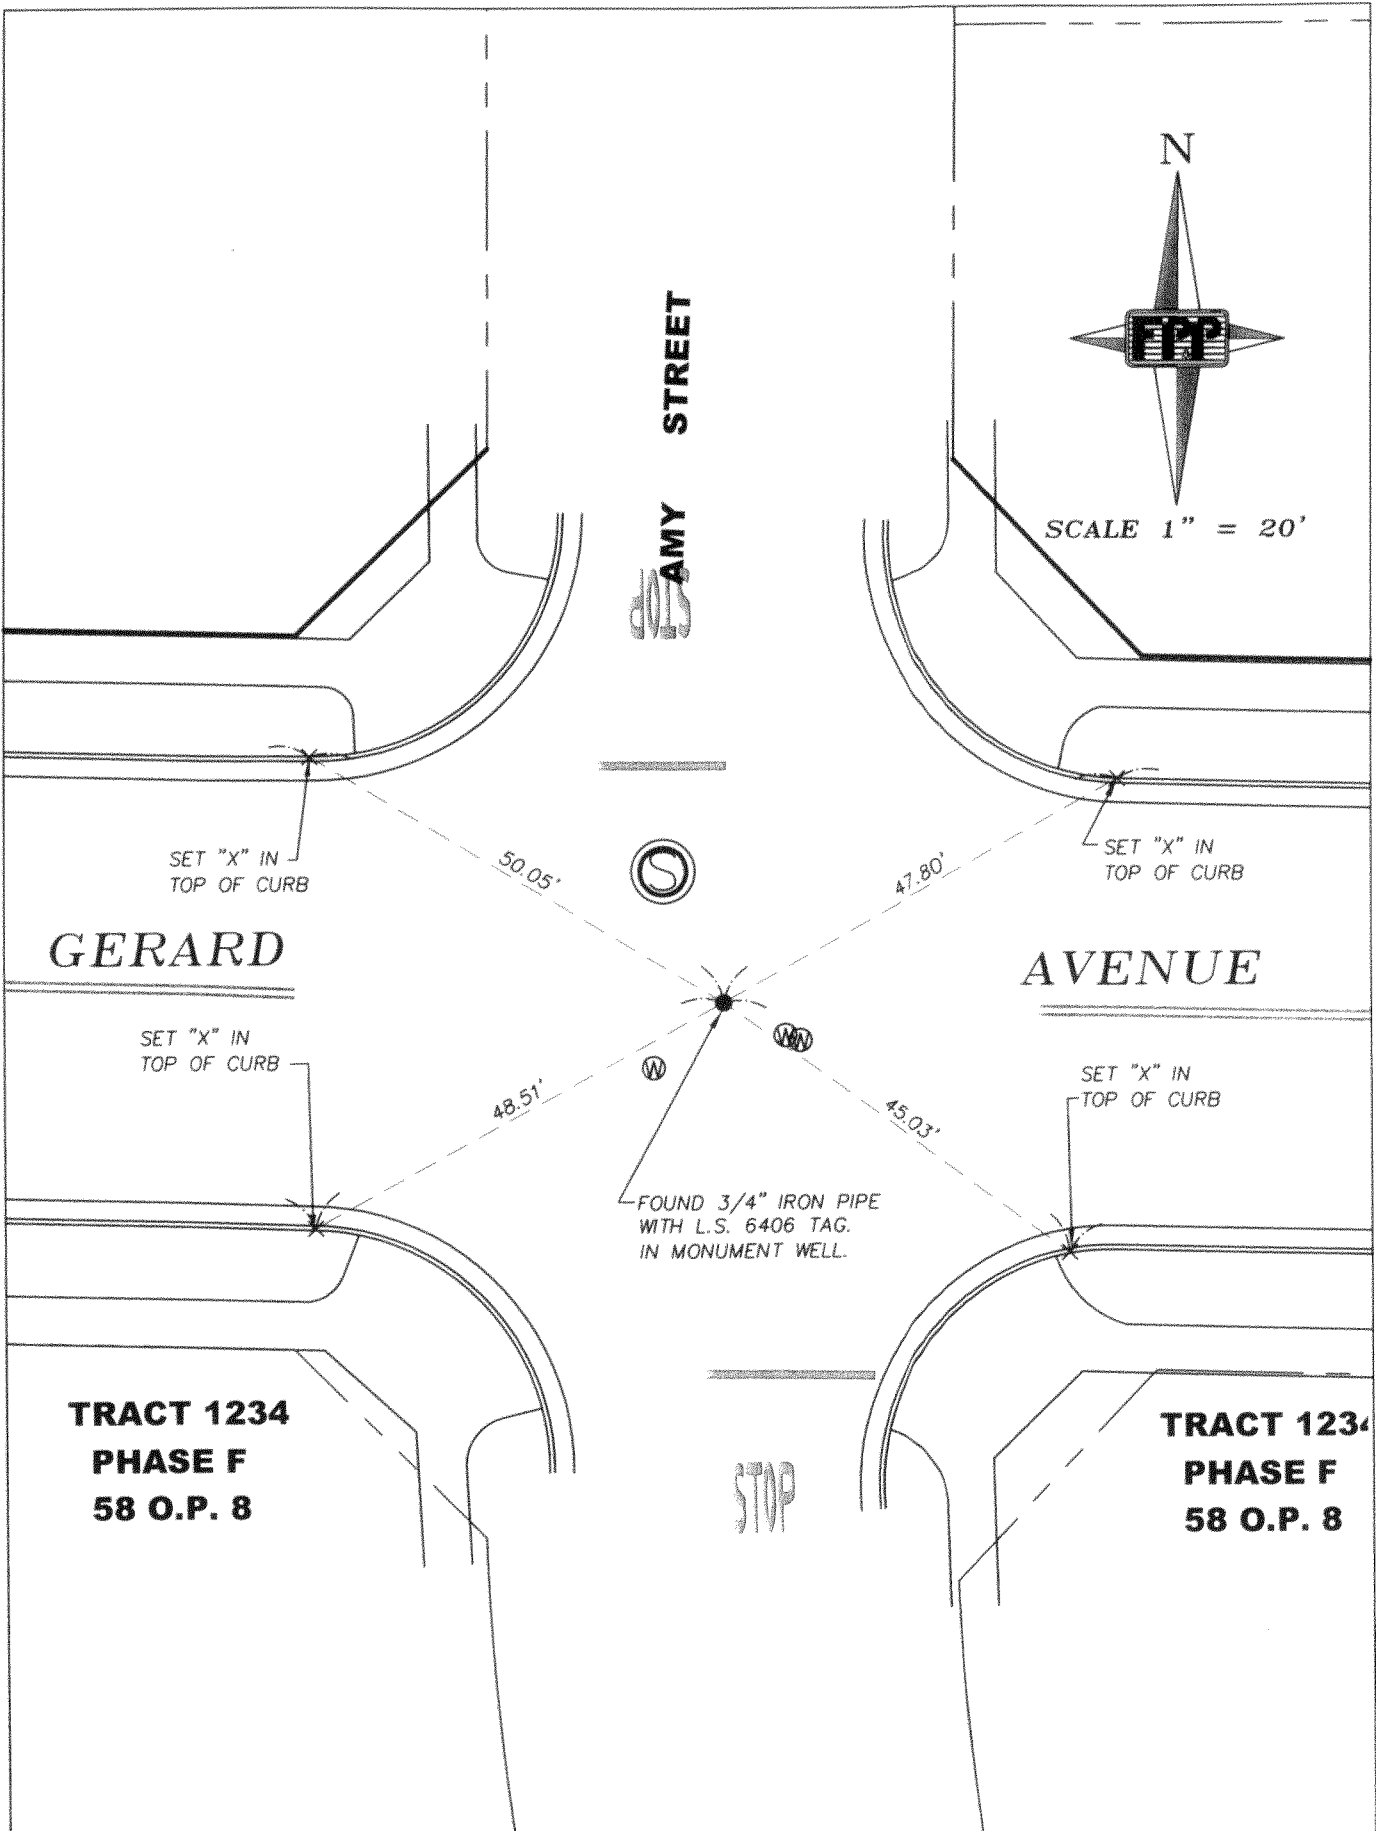 N
FPP
SCALE 1" = 20'
AMY STREET
STOP
SET "X" IN
TOP OF CURB
50.05'
S
47.80'
SET "X" IN
TOP OF CURB
GERARD AVENUE
SET "X" IN
TOP OF CURB
W
W
W
48.51'
45.03'
SET "X" IN
TOP OF CURB
FOUND 3/4" IRON PIPE
WITH L.S. 6406 TAG.
IN MONUMENT WELL.
TRACT 1234
PHASE F
58 O.P. 8
STOP
TRACT 1234
PHASE F
58 O.P. 8